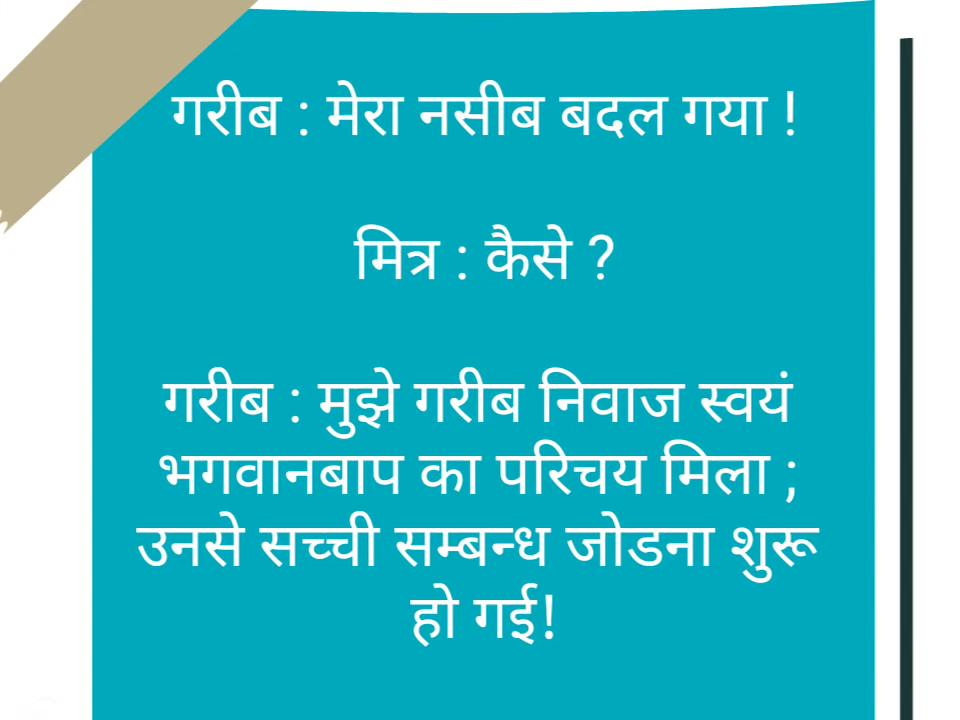 गरीब : मेरा नसीब बदल गया !
मित्र : कैसे ?
गरीब : मुझे गरीब निवाज स्वयं
भगवानबाप का परिचय मिला ;
उनसे सच्ची सम्बन्ध जोडना शुरू
हो गई!